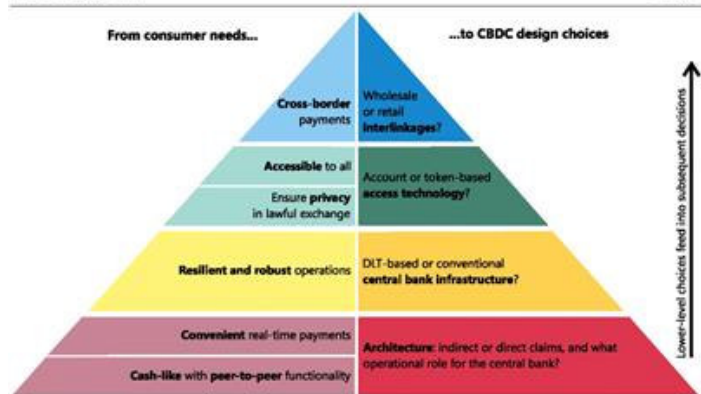 From consumer needs...
...to CBDC design choices
Cross-border
payments
Wholesale
or retail
interlinkages?
Accessible to all
Ensure privacy
in lawful exchange
Account or token-based
access technology?
Resilient and robust operations
DLT-based or conventional
central bank infrastructure?
Convenient real-time payments
Cash-like with peer-to-peer functionality
Architecture: indirect or direct claims, and what
operational role for the central bank?
Lower-level choices feed into subsequent decisions